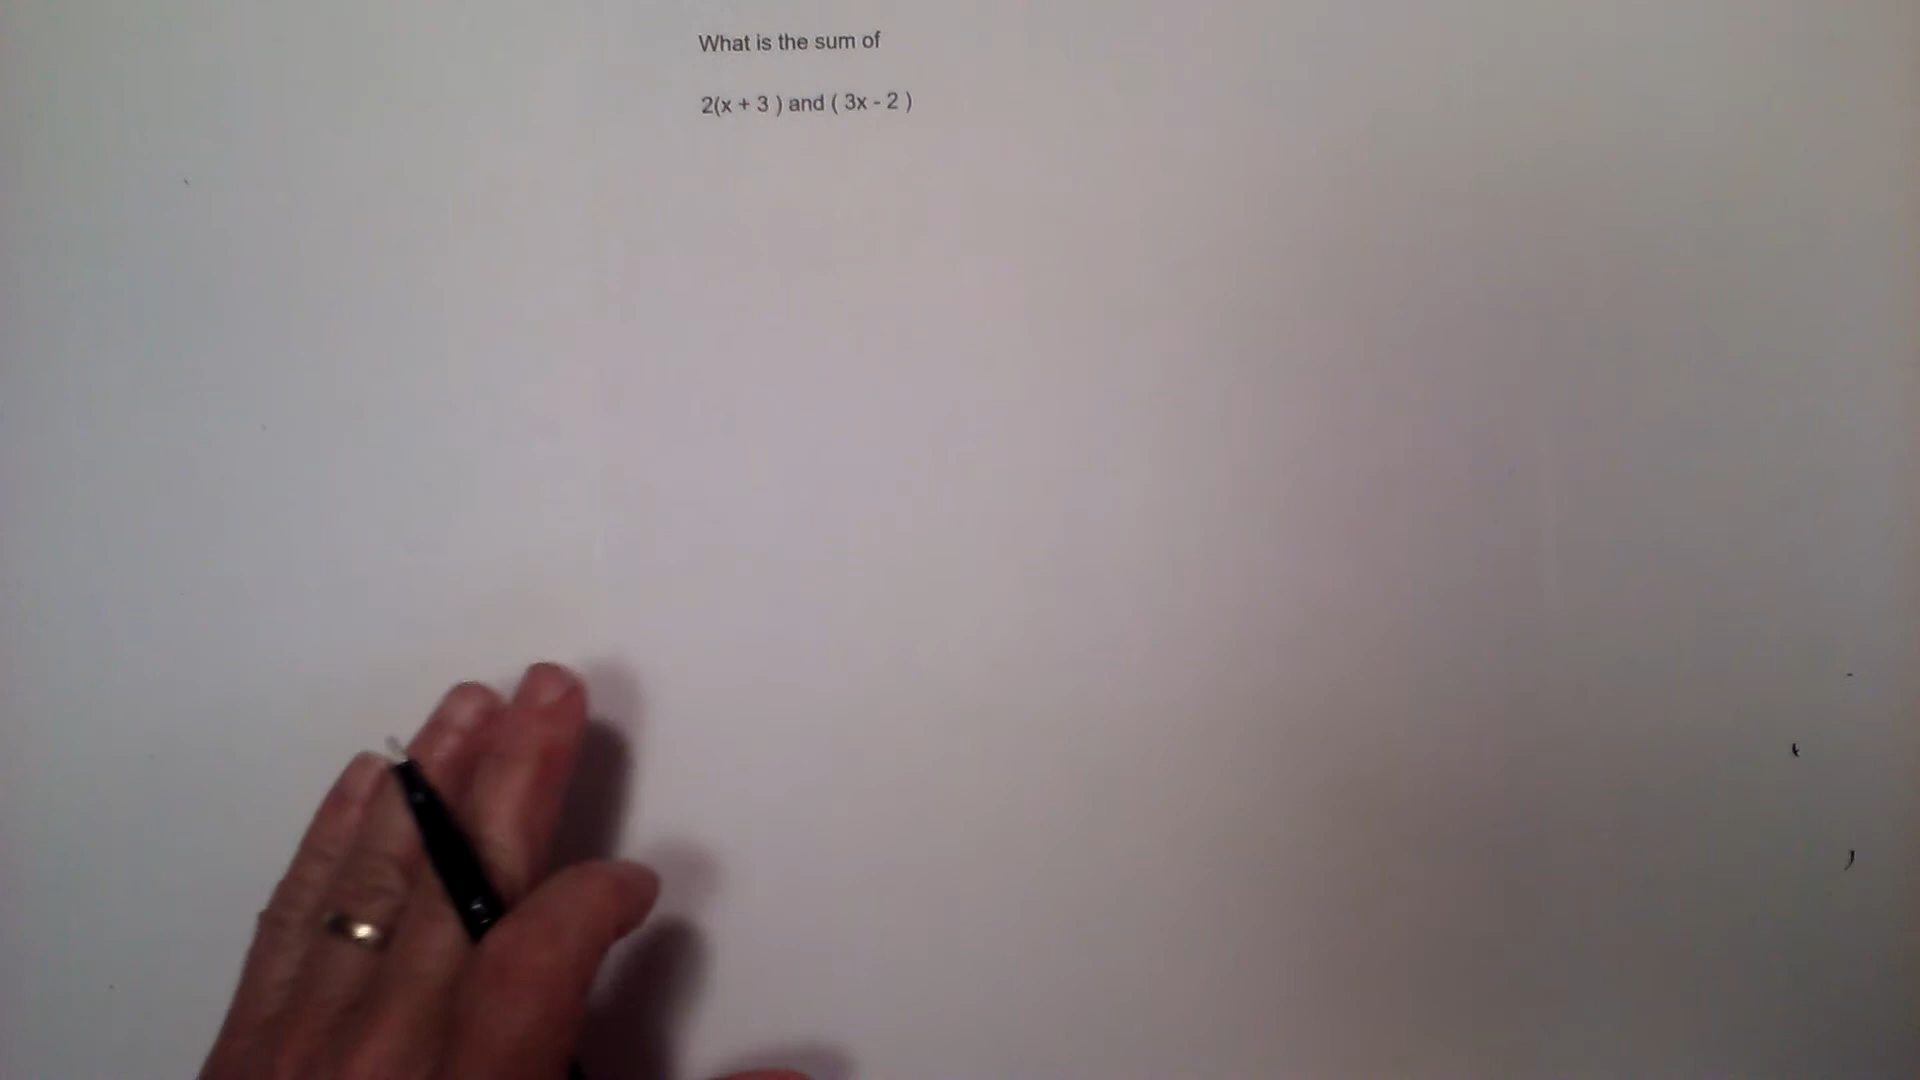 What is the sum of
2(x + 3 ) and ( 3x - 2 )